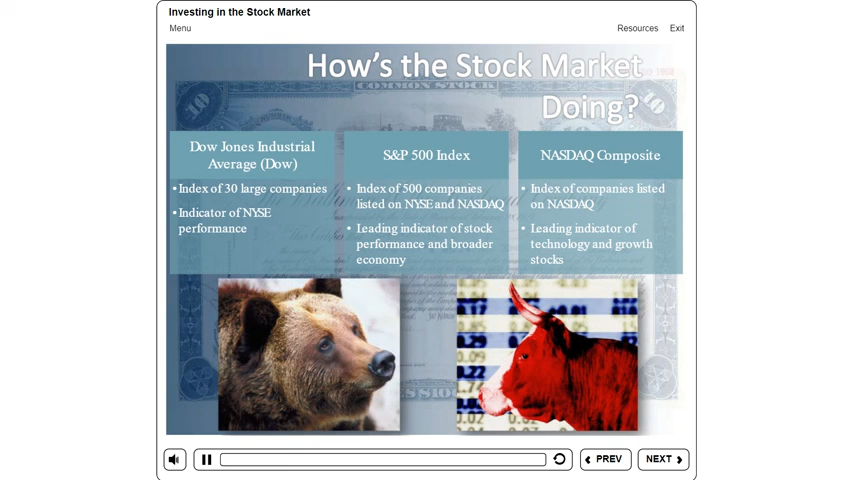 Investing in the Stock Market
Menu
Resources Exit
How's the Stock Market
Doing?
COMMON STOCK
Dow Jones Industrial
Average (Dow)
• Index of 30 large companies
• Indicator of NYSE
performance
S&P 500 Index
• Index of 500 companies
listed on NYSE and NASDAQ
• Leading indicator of stock
performance and broader
economy
NASDAQ Composite
• Index of companies listed
on NASDAQ
• Leading indicator of
technology and growth
stocks
PREV
NEXT